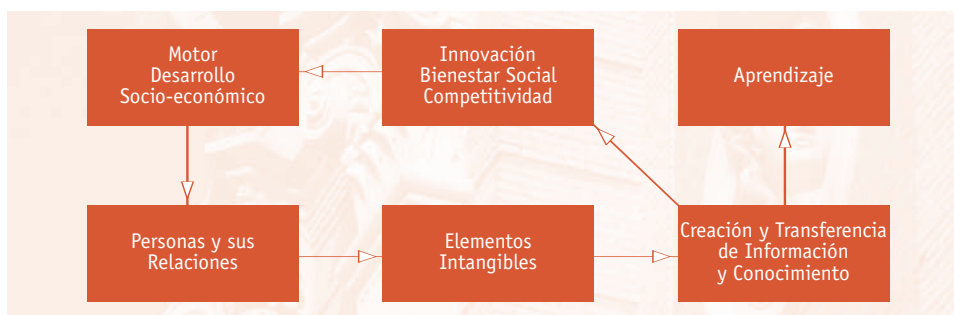 Motor
Desarrollo
Socio-económico
Innovación
Bienestar Social
Competitividad
Aprendizaje
Personas y sus
Relaciones
Elementos
Intangibles
Creación y Transferencia
de Información
y Conocimiento